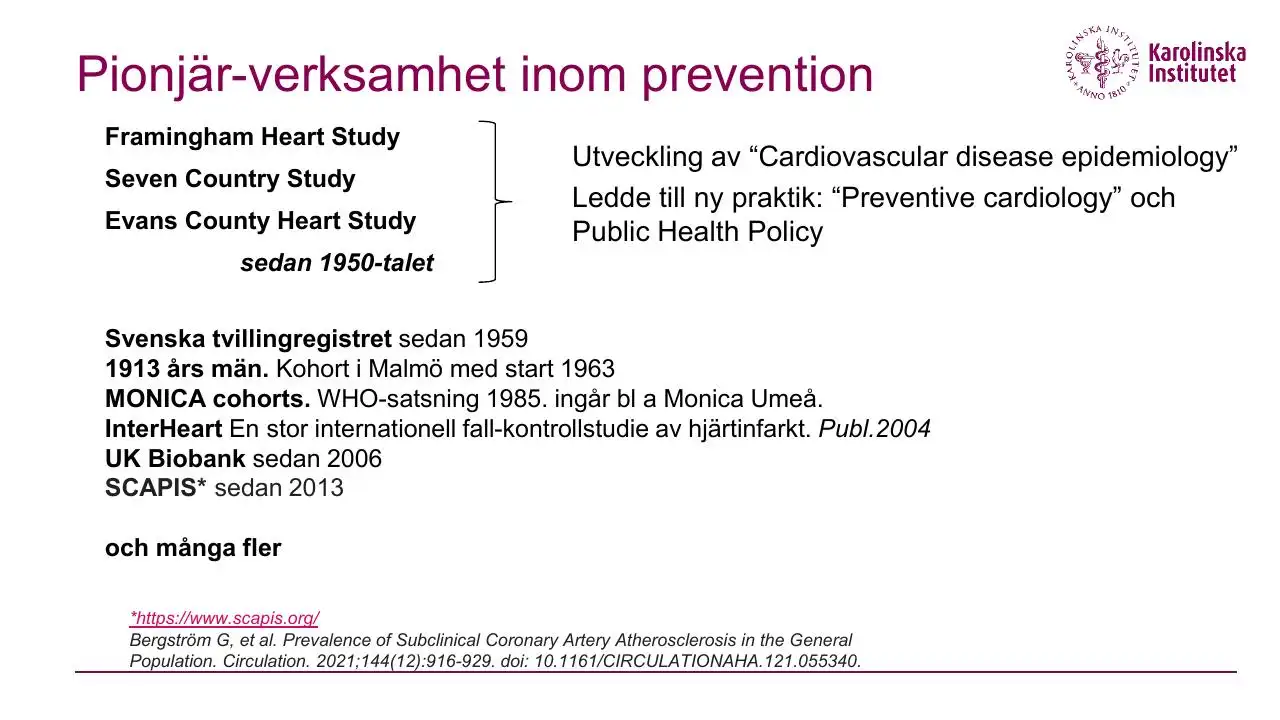 Pionjär-verksamhet inom prevention
KAROLINSKA INSTITUTET ANNO 1810
Karolinska
Institutet
Framingham Heart Study
Seven Country Study
Evans County Heart Study
sedan 1950-talet
Utveckling av “Cardiovascular disease epidemiology”
Ledde till ny praktik: “Preventive cardiology” och
Public Health Policy
Svenska tvillingregistret sedan 1959
1913 års män. Kohort i Malmö med start 1963
MONICA cohorts. WHO-satsning 1985. ingår bl a Monica Umeå.
InterHeart En stor internationell fall-kontrollstudie av hjärtinfarkt. Publ.2004
UK Biobank sedan 2006
SCAPIS* sedan 2013
och många fler
*https://www.scapis.org/
Bergström G, et al. Prevalence of Subclinical Coronary Artery Atherosclerosis in the General
Population. Circulation. 2021;144(12):916-929. doi: 10.1161/CIRCULATIONAHA.121.055340.